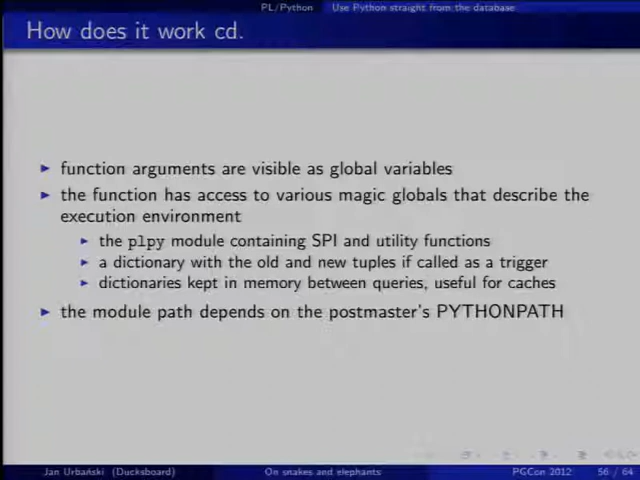 PL/Python Use Python straight from the database
How does it work cd.
function arguments are visible as global variables
the function has access to various magic globals that describe the
execution environment
the plpy module containing SPI and utility functions
a dictionary with the old and new tuples if called as a trigger
dictionaries kept in memory between queries, useful for caches
the module path depends on the postmaster's PYTHONPATH
Jan Urbański (Ducksboard) On snakes and elephants PGCon 2012 56 / 64